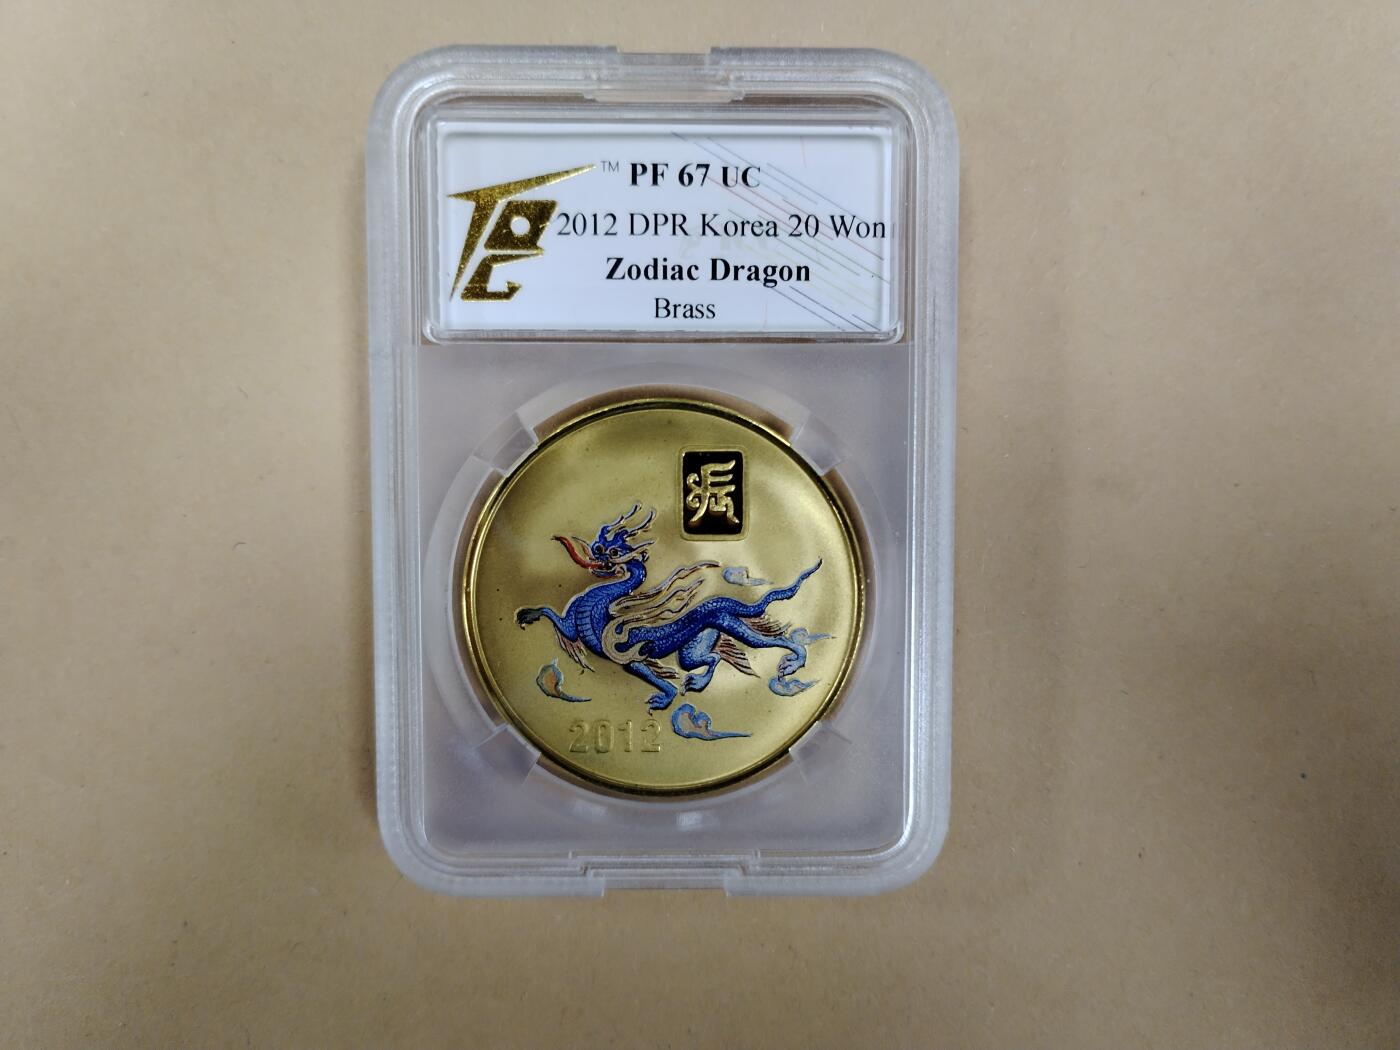 ™ PF 67 UC
2012 DPR Korea 20 Won
Zodiac Dragon
Brass
辰
2012